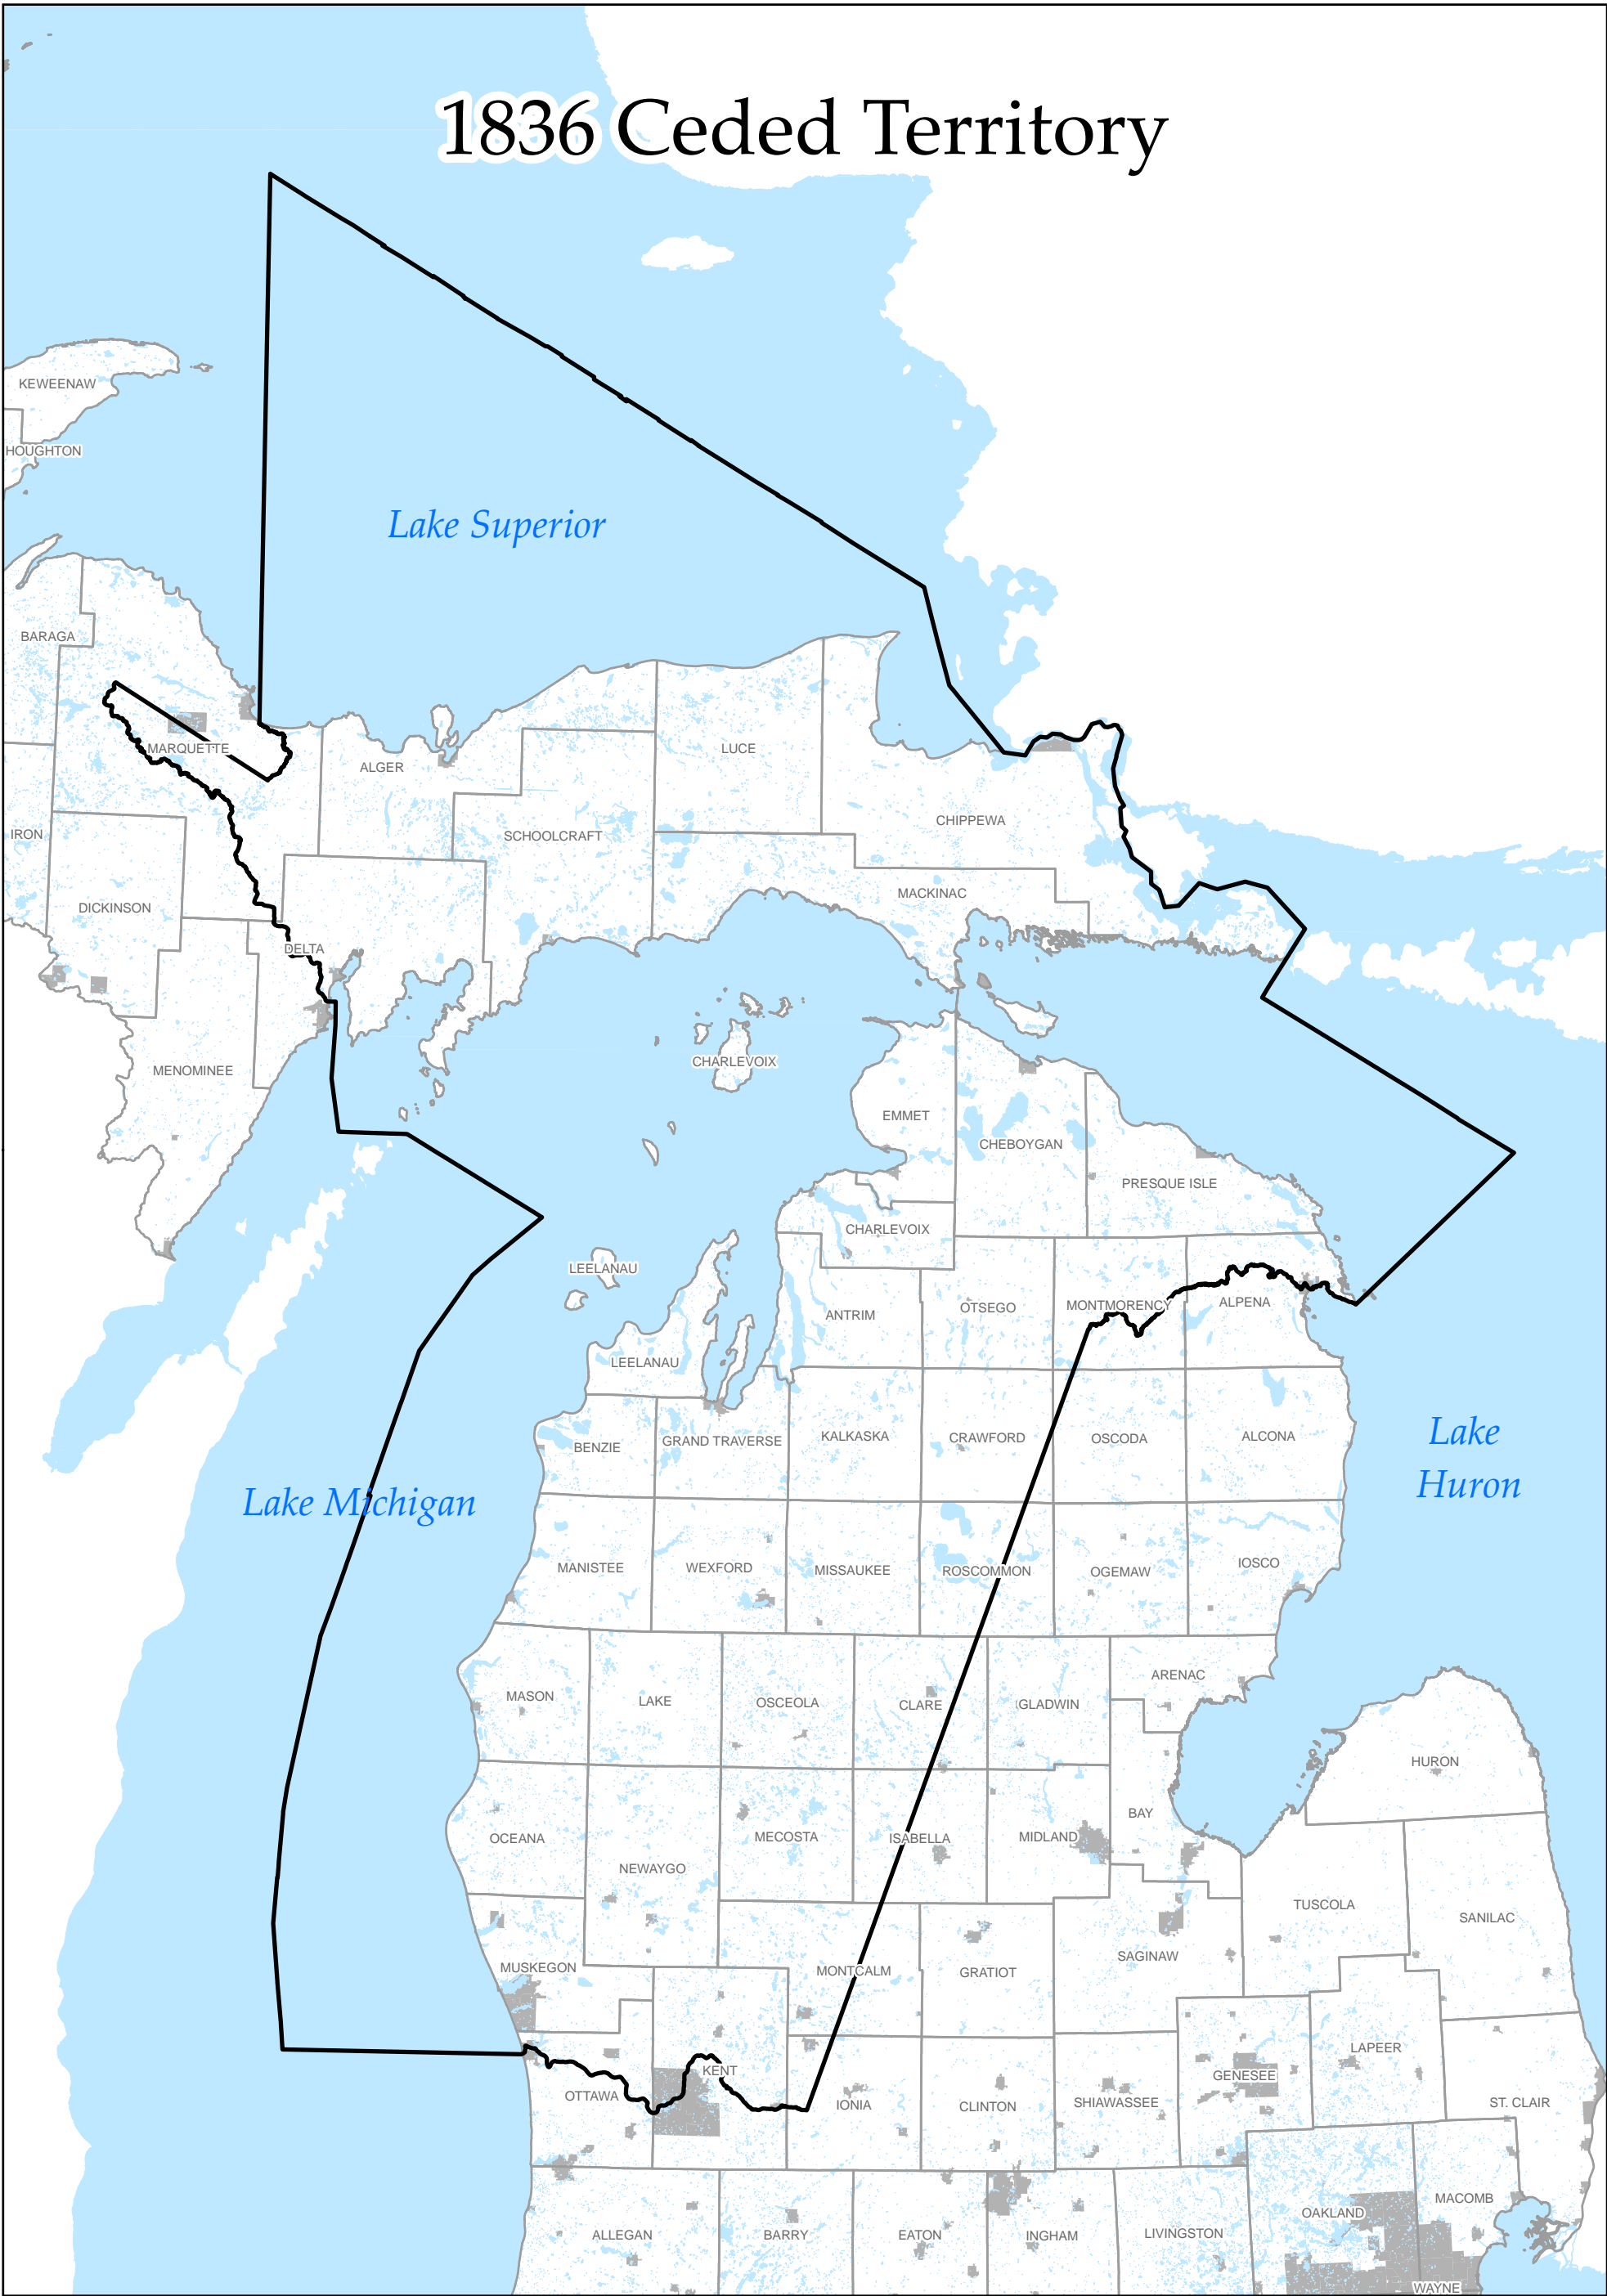 1836 Ceded Territory
KEWEENAW
HOUGHTON
Lake Superior
BARAGA
MARQUETTE
LUCE
ALGER
CHIPPEWA
IRON
SCHOOLCRAFT
MACKINAC
DICKINSON
DELTA
CHARLEVOIX
MENOMINEE
EMMET
CHEBOYGAN
PRESQUE ISLE
CHARLEVOIX
LEELANAU
ALPENA
MONTMORENCY
OTSEGO
ANTRIM
LEELANAU
Lake
Huron
ALCONA
OSCODA
CRAWFORD
KALKASKA
GRAND TRAVERSE
BENZIE
Lake Michigan
MANISTEE
WEXFORD
MISSAUKEE
ROSCOMMON
OGEMAW
IOSCO
ARENAC
MASON
LAKE
OSCEOLA
CLARE
GLADWIN
HURON
BAY
OCEANA
MECOSTA
ISABELLA
MIDLAND
NEWAYGO
TUSCOLA
SANILAC
SAGINAW
MUSKEGON
MONTCALM
GRATIOT
LAPEER
KENT
GENESEE
OTTAWA
IONIA
CLINTON
SHIAWASSEE
ST. CLAIR
MACOMB
OAKLAND
ALLEGAN
BARRY
EATON
INGHAM
LIVINGSTON
WAYNE